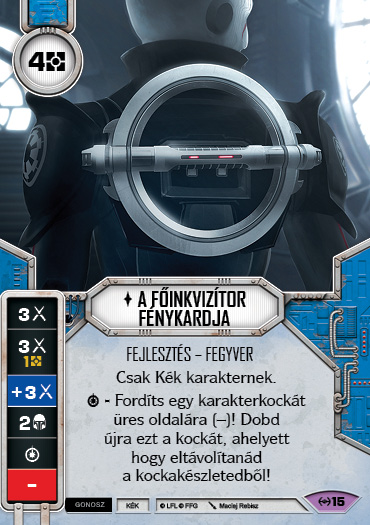 4
♦ A FŐINKVIZÍTOR
FÉNYKARDJA
3
3
1
+3
2
–
FEJLESZTÉS – FEGYVER
Csak Kék karakternek.
- Fordíts egy karakterkockát
üres oldalára (–)! Dobd
újra ezt a kockát, ahelyett
hogy eltávolítanád
a kockakészletedből!
GONOSZ
KÉK
© LFL © FFG
Maciej Rebisz
15